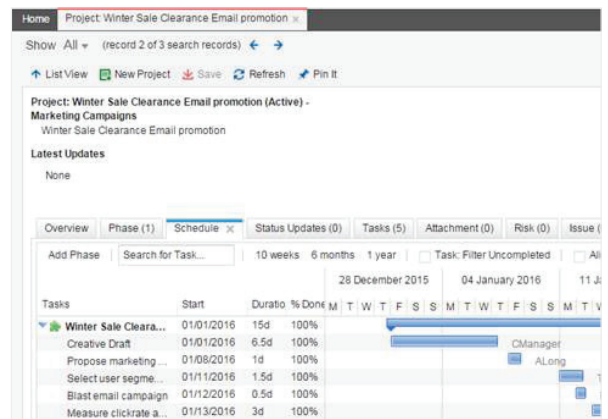 Home Project: Winter Sale Clearance Email promotion ×
Show All (record 2 of 3 search records)
List View New Project Save Refresh Pin It
Project: Winter Sale Clearance Email promotion (Active) -
Marketing Campaigns
Winter Sale Clearance Email promotion
Latest Updates
None
Overview Phase (1) Schedule × Status Updates (0) Tasks (5) Attachment (0) Risk (0) Issue (
Add Phase Search for Task... 10 weeks 6 months 1 year Task: Filter Uncompleted All
28 December 2015 04 January 2016 11 J
Tasks Start Duratio % Done M T W T F S S M T W T F S S M T W
Winter Sale Cleara... 01/01/2016 15d 100%
Creative Draft 01/01/2016 6.5d 100% CManager
Propose marketing ... 01/08/2016 1d 100% ALong
Select user segme... 01/11/2016 1.5d 100%
Blast email campaign 01/12/2016 0.5d 100%
Measure clickrate a... 01/13/2016 3d 100%